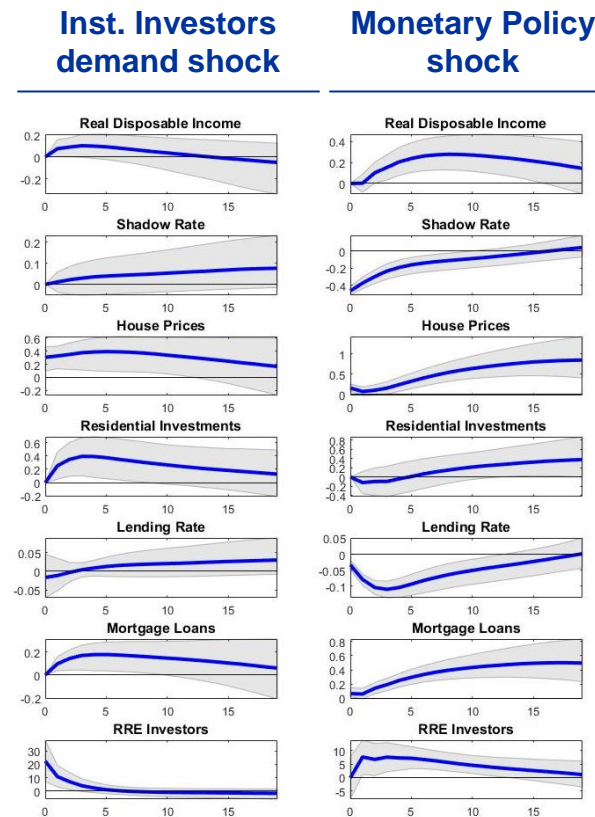 Inst. Investors
demand shock
Monetary Policy
shock
Real Disposable Income
0.2
0
-0.2
0 5 10 15
Real Disposable Income
0.4
0.2
0
0 5 10 15
Shadow Rate
0.2
0.1
0
0 5 10 15
Shadow Rate
0
-0.2
-0.4
0 5 10 15
House Prices
0.6
0.4
0.2
0
-0.2
0 5 10 15
House Prices
1
0.5
0
0 5 10 15
Residential Investments
0.6
0.4
0.2
0
-0.2
0 5 10 15
Residential Investments
0.8
0.6
0.4
0.2
0
-0.2
-0.4
0 5 10 15
Lending Rate
0.05
0
-0.05
0 5 10 15
Lending Rate
0.05
0
-0.05
-0.1
0 5 10 15
Mortgage Loans
0.2
0
-0.2
0 5 10 15
Mortgage Loans
0.8
0.6
0.4
0.2
0
0 5 10 15
RRE Investors
30
20
10
0
0 5 10 15
RRE Investors
10
5
0
-5
0 5 10 15